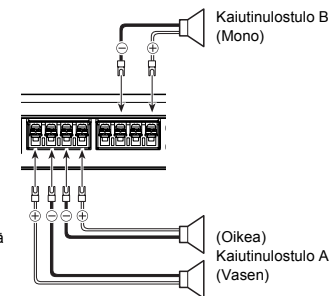 Kaiutinulostulo B
(Mono)
ä
(Oikea)
Kaiutinulostulo A
(Vasen)